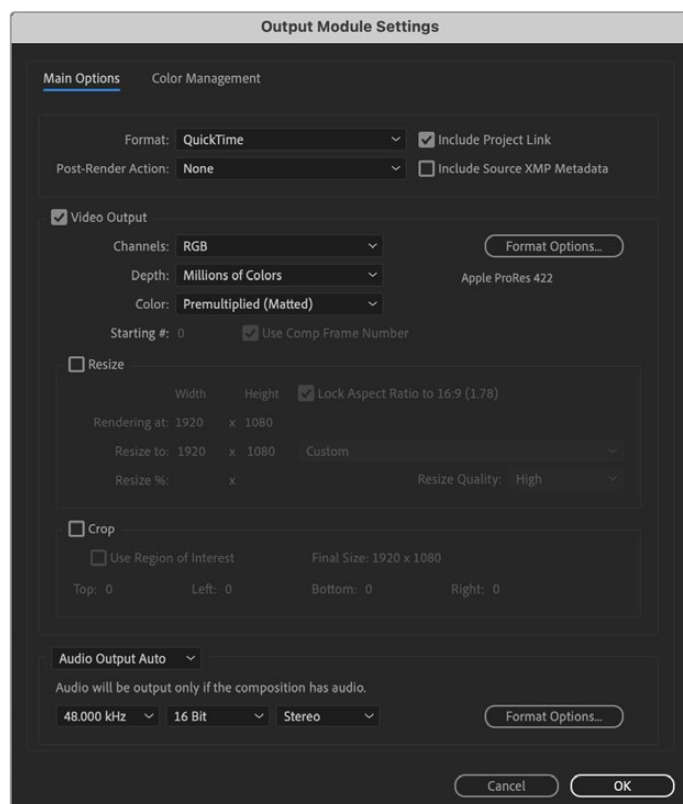 Output Module Settings
Main Options Color Management
Format: QuickTime Include Project Link
Post-Render Action: None Include Source XMP Metadata
Video Output
Channels: RGB Format Options...
Depth: Millions of Colors Apple ProRes 422
Color: Premultiplied (Matted)
Starting #: 0 Use Comp Frame Number
Resize
Width Height Lock Aspect Ratio to 16:9 (1.78)
Rendering at: 1920 x 1080
Resize to: 1920 x 1080 Custom
Resize %: x Resize Quality: High
Crop
Use Region of Interest Final Size: 1920 x 1080
Top: 0 Left: 0 Bottom: 0 Right: 0
Audio Output Auto
Audio will be output only if the composition has audio.
48.000 kHz 16 Bit Stereo Format Options...
Cancel OK